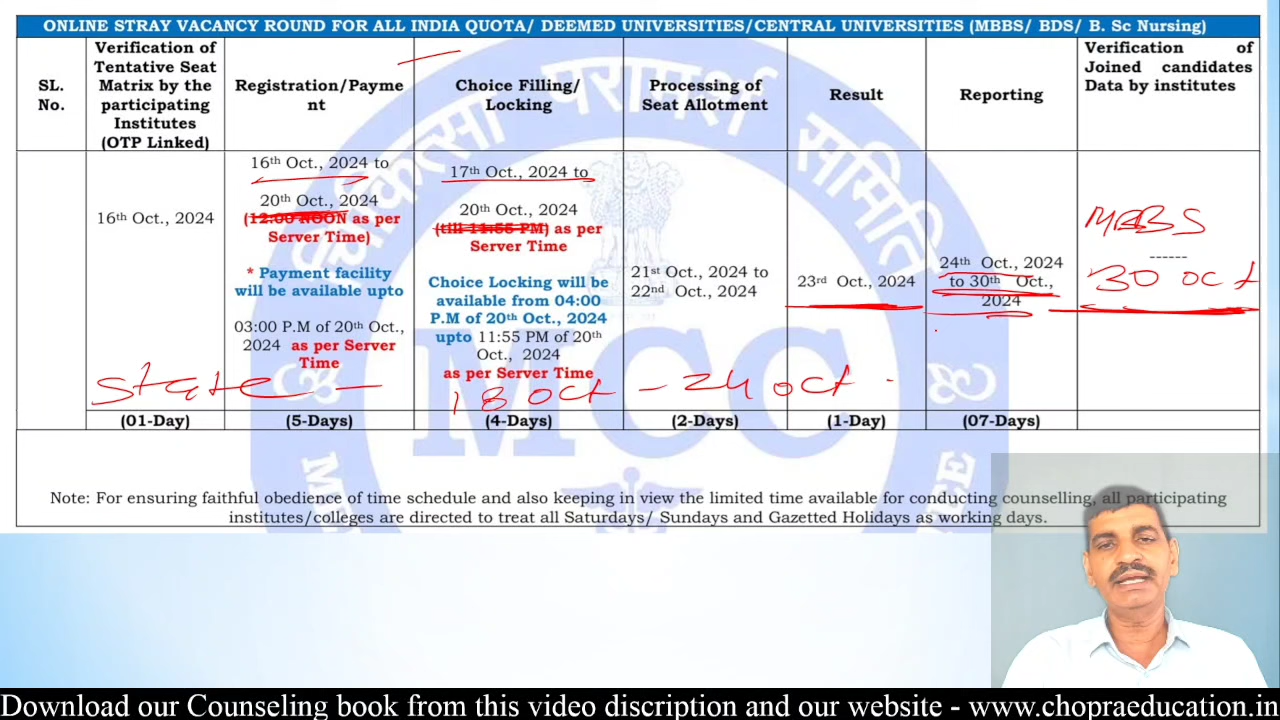 ONLINE STRAY VACANCY ROUND FOR ALL INDIA QUOTA/ DEEMED UNIVERSITIES/CENTRAL UNIVERSITIES (MBBS/ BDS/ B. Sc Nursing)
SL.
No.
Verification of
Tentative Seat
Matrix by the
participating
Institutes
(OTP Linked)
Registration/Payme
nt
Choice Filling/
Locking
Processing of
Seat Allotment
Result
Reporting
Verification of
Joined candidates
Data by institutes
16th Oct., 2024
16th Oct., 2024 to
20th Oct., 2024
(12:00 NOON as per
Server Time)
* Payment facility
will be available upto
03:00 P.M of 20th Oct.,
2024 as per Server
Time
17th Oct., 2024 to
20th Oct., 2024
(till 11:55 PM) as per
Server Time
Choice Locking will be
available from 04:00
P.M of 20th Oct., 2024
upto 11:55 PM of 20th
Oct., 2024
as per Server Time
21st Oct., 2024 to
22nd Oct., 2024
23rd Oct., 2024
24th Oct., 2024
to 30th Oct.,
2024
MBBS
------
30 oct
State - 18 Oct - 24 oct
(01-Day)
(5-Days)
(4-Days)
(2-Days)
(1-Day)
(07-Days)
चिकित्सा परामर्श समिति
MCC
Note: For ensuring faithful obedience of time schedule and also keeping in view the limited time available for conducting counselling, all participating
institutes/colleges are directed to treat all Saturdays/ Sundays and Gazetted Holidays as working days.
Download our Counseling book from this video discription and our website - www.chopraeducation.in